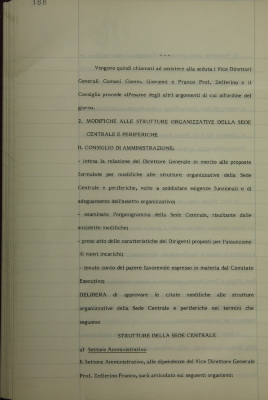 168
- - -
Vengono quindi chiamati ad assistere alla seduta i Vice Direttori
Generali Comani Comm. Giovanni e Franco Prof. Zefferino e il
Consiglio procede all'esame degli altri argomenti di cui all'ordine del
giorno.
2. MODIFICHE ALLE STRUTTURE ORGANIZZATIVE DELLA SEDE
CENTRALE E PERIFERICHE
IL CONSIGLIO DI AMMINISTRAZIONE:
- intesa la relazione del Direttore Generale in merito alle proposte
formulate per modifiche alle strutture organizzative della Sede
Centrale e periferiche, volte a soddisfare esigenze funzionali e di
adeguamento dell'assetto organizzativo;
- esaminato l'organigramma della Sede Centrale, risultante dalle
suddette modifiche;
- preso atto delle caratteristiche dei Dirigenti proposti per l'assunzione
di nuovi incarichi;
- tenuto conto del parere favorevole espresso in materia dal Comitato
Esecutivo;
DELIBERA di approvare le citate modifiche alle strutture
organizzative della Sede Centrale e periferiche nei termini che
seguono:
STRUTTURE DELLA SEDE CENTRALE
a) Settore Amministrativo
Il Settore Amministrativo, alle dipendenze del Vice Direttore Generale
Prof. Zefferino Franco, sarà articolato sui seguenti organismi: